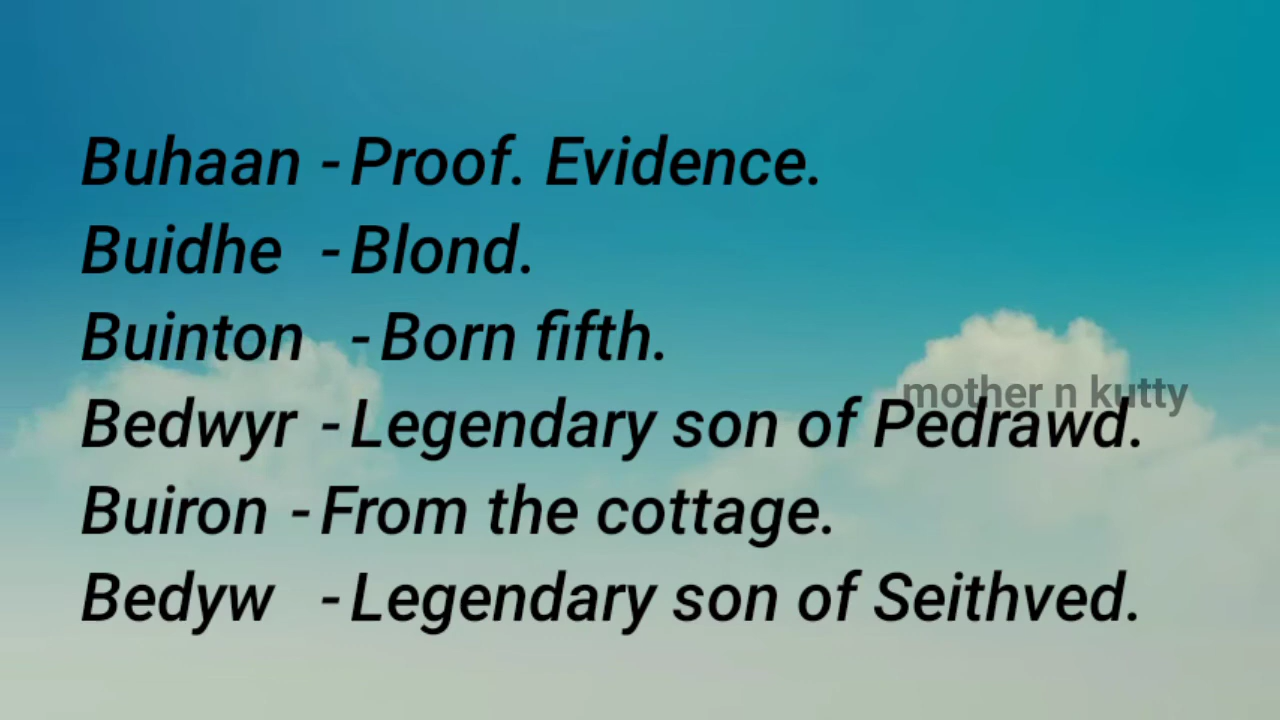 Buhaan - Proof. Evidence.
Buidhe - Blond.
Buinton - Born fifth.
mother n kutty
Bedwyr - Legendary son of Pedrawd.
Buiron - From the cottage.
Bedyw - Legendary son of Seithved.